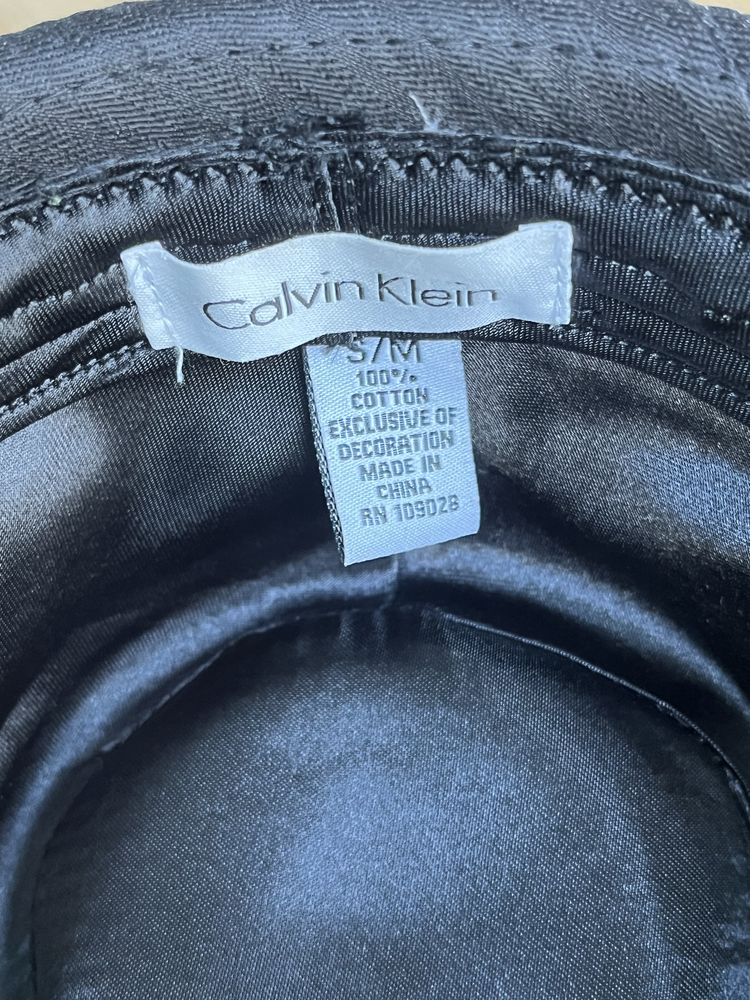 Calvin Klein
S/M
100%
COTTON
EXCLUSIVE OF
DECORATION
MADE IN
CHINA
RN 109028